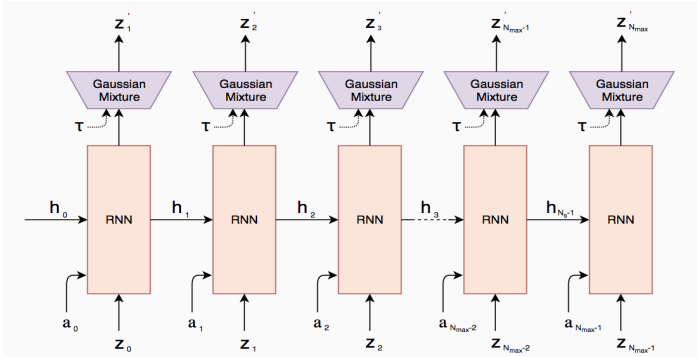 z'₁ z'₂ z'₃ z'Nmax-1 z'Nmax
Gaussian Mixture Gaussian Mixture Gaussian Mixture Gaussian Mixture Gaussian Mixture
τ τ τ τ τ
h₀ RNN h₁ RNN h₂ RNN h₃ RNN hNs-1 RNN
a₀ a₁ a₂ aNmax-2 aNmax-1
z₀ z₁ z₂ zNmax-2 zNmax-1